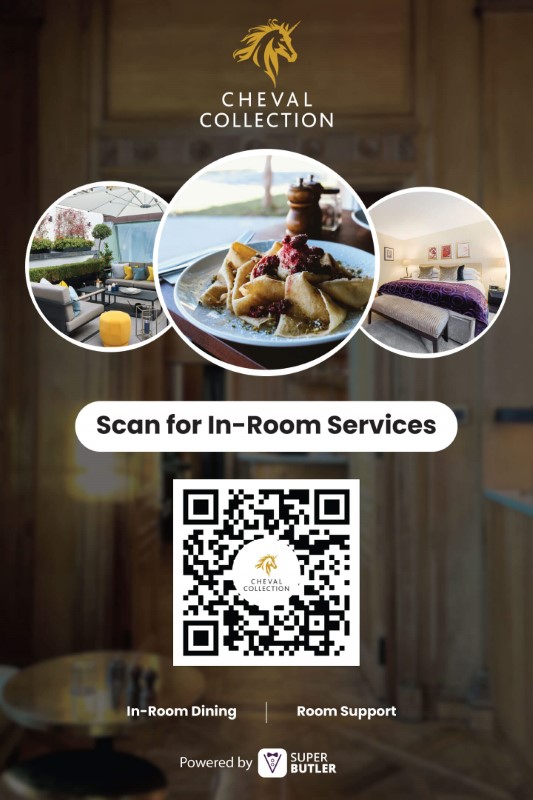 CHEVAL
COLLECTION
Scan for In-Room Services
CHEVAL
COLLECTION
In-Room Dining | Room Support
Powered by SUPER
BUTLER